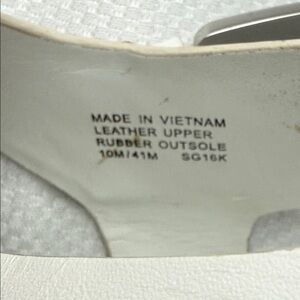 MADE IN VIETNAM
LEATHER UPPER
RUBBER OUTSOLE
10M/41M SG16K